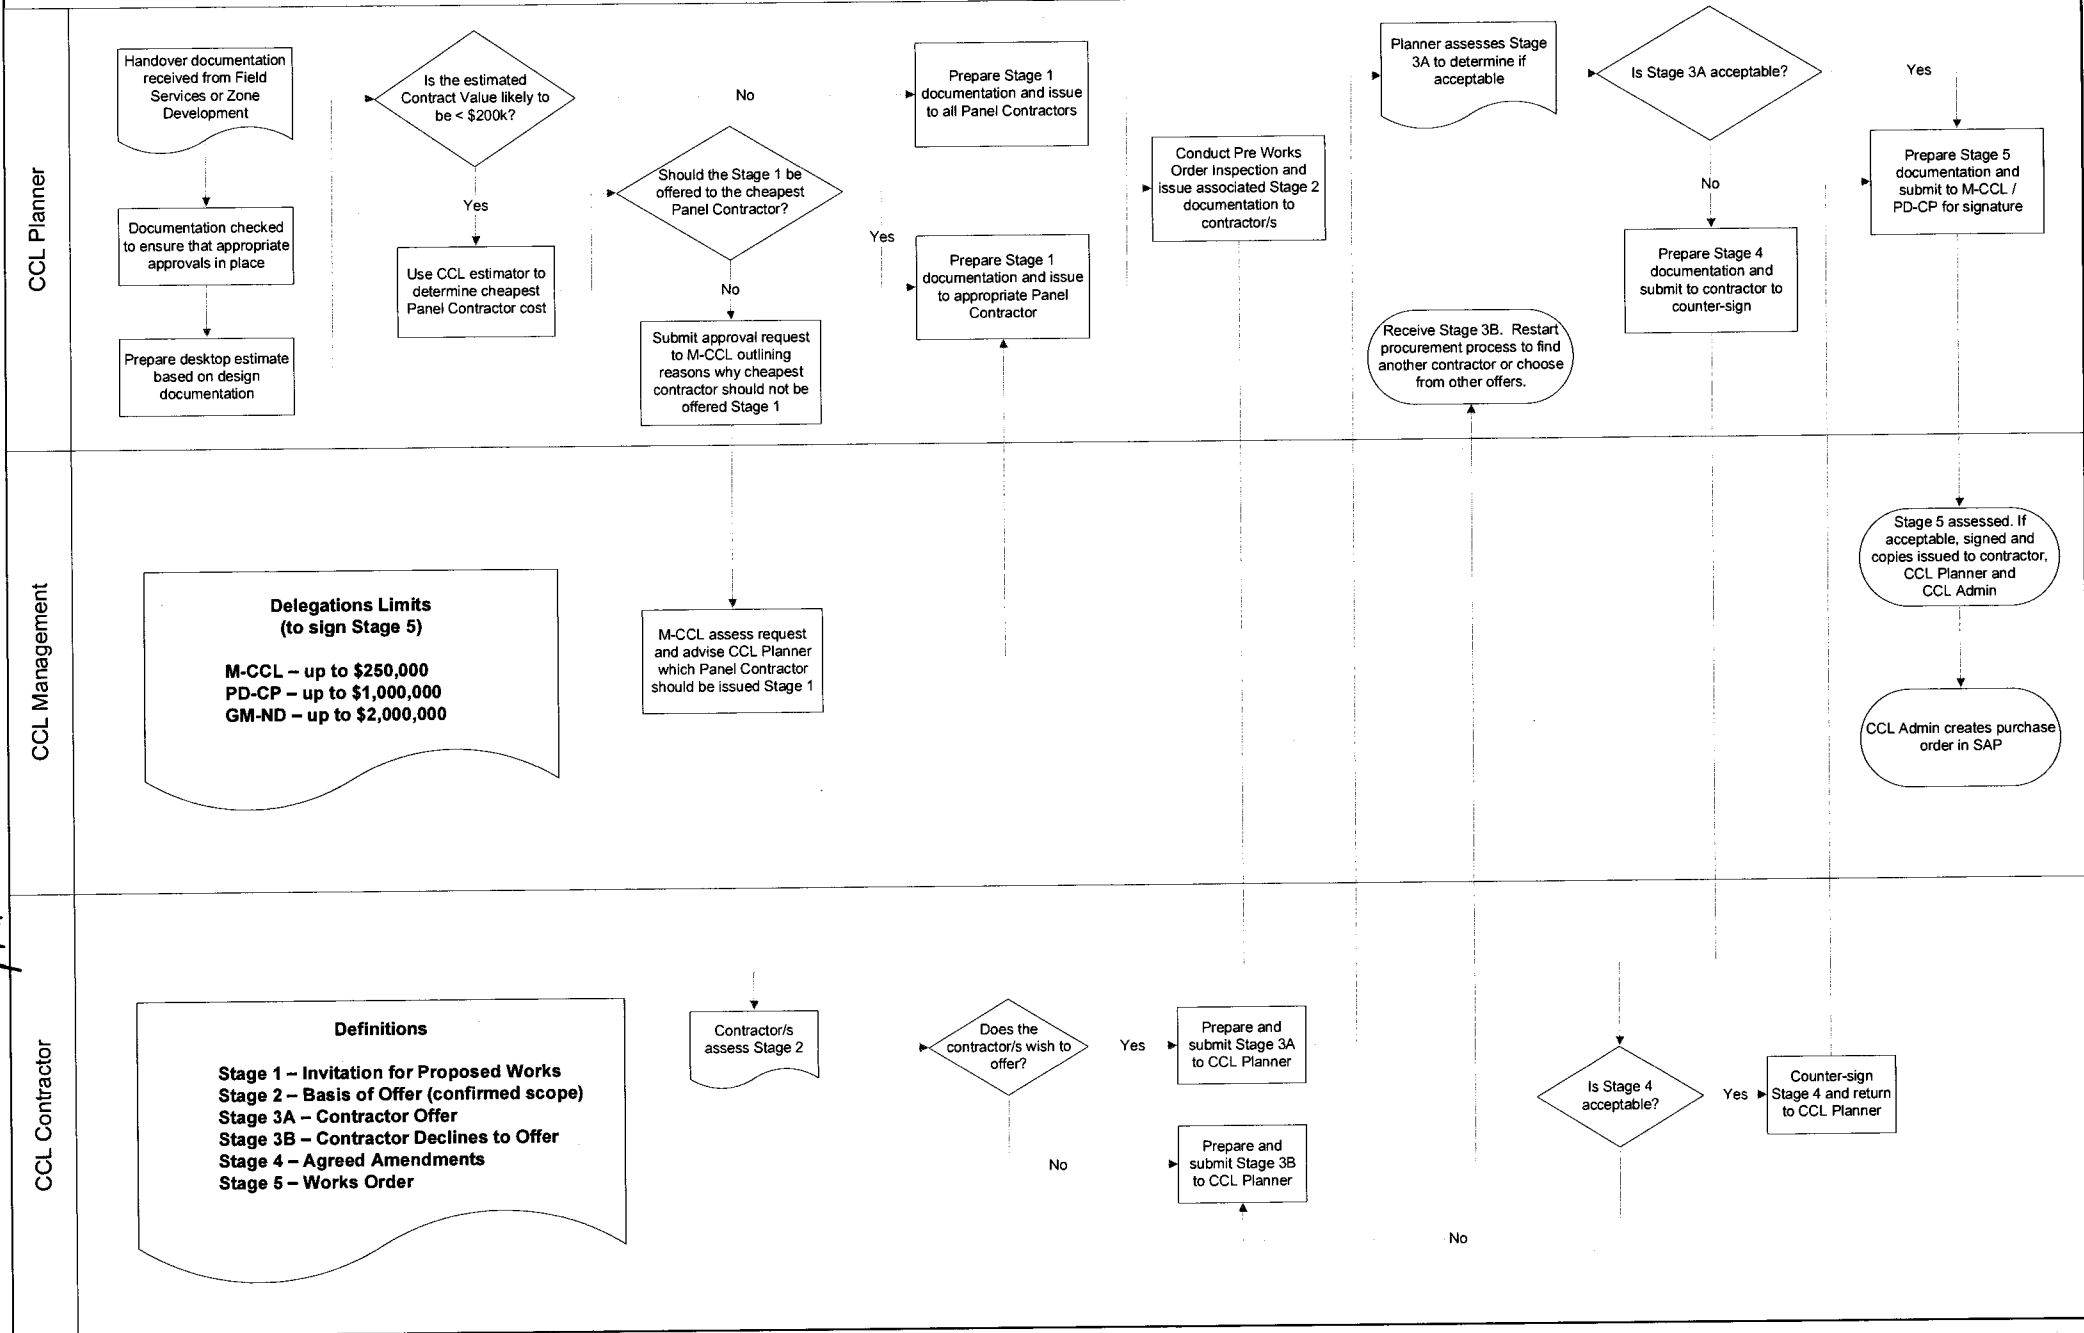 CCL Planner
Handover documentation
received from Field
Services or Zone
Development
Documentation checked
to ensure that appropriate
approvals in place
Prepare desktop estimate
based on design
documentation
Is the estimated
Contract Value likely to
be < $200k?
Yes
No
Use CCL estimator to
determine cheapest
Panel Contractor cost
Should the Stage 1 be
offered to the cheapest
Panel Contractor?
Yes
No
Submit approval request
to M-CCL outlining
reasons why cheapest
contractor should not be
offered Stage 1
Prepare Stage 1
documentation and issue
to all Panel Contractors
Prepare Stage 1
documentation and issue
to appropriate Panel
Contractor
Conduct Pre Works
Order Inspection and
issue associated Stage 2
documentation to
contractor/s
Planner assesses Stage
3A to determine if
acceptable
Receive Stage 3B. Restart
procurement process to find
another contractor or choose
from other offers.
Is Stage 3A acceptable?
Yes
No
Prepare Stage 4
documentation and
submit to contractor to
counter-sign
Prepare Stage 5
documentation and
submit to M-CCL /
PD-CP for signature
CCL Management
Delegations Limits
(to sign Stage 5)
M-CCL – up to $250,000
PD-CP – up to $1,000,000
GM-ND – up to $2,000,000
M-CCL assess request
and advise CCL Planner
which Panel Contractor
should be issued Stage 1
Stage 5 assessed. If
acceptable, signed and
copies issued to contractor,
CCL Planner and
CCL Admin
CCL Admin creates purchase
order in SAP
CCL Contractor
Definitions
Stage 1 – Invitation for Proposed Works
Stage 2 – Basis of Offer (confirmed scope)
Stage 3A – Contractor Offer
Stage 3B – Contractor Declines to Offer
Stage 4 – Agreed Amendments
Stage 5 – Works Order
Contractor/s
assess Stage 2
Does the
contractor/s wish to
offer?
Yes
No
Prepare and
submit Stage 3A
to CCL Planner
Prepare and
submit Stage 3B
to CCL Planner
Is Stage 4
acceptable?
Yes
No
Counter-sign
Stage 4 and return
to CCL Planner